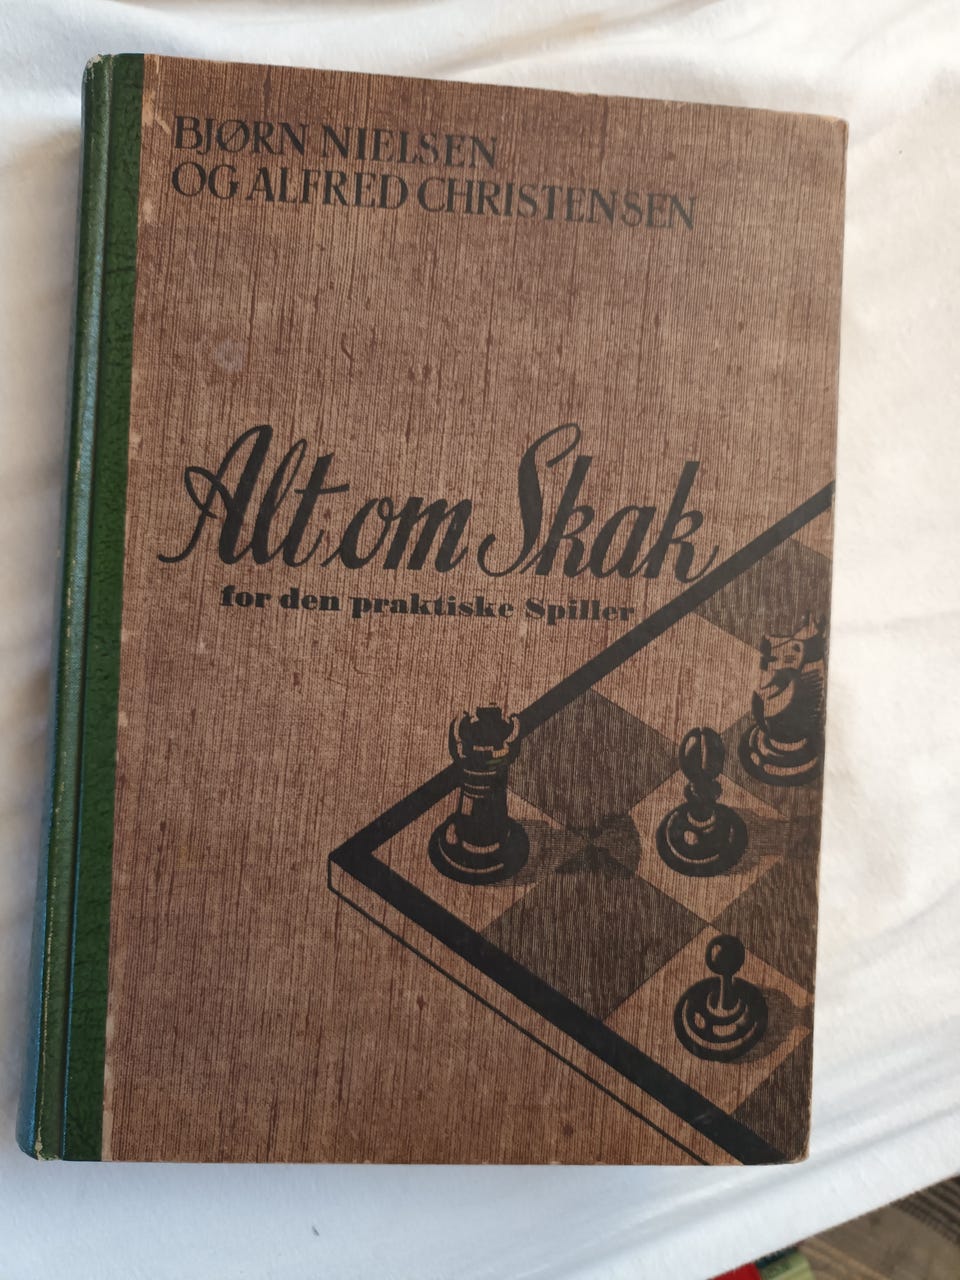 BJØRN NIELSEN
OG ALFRED CHRISTENSEN
Alt om Skak
for den praktiske Spiller